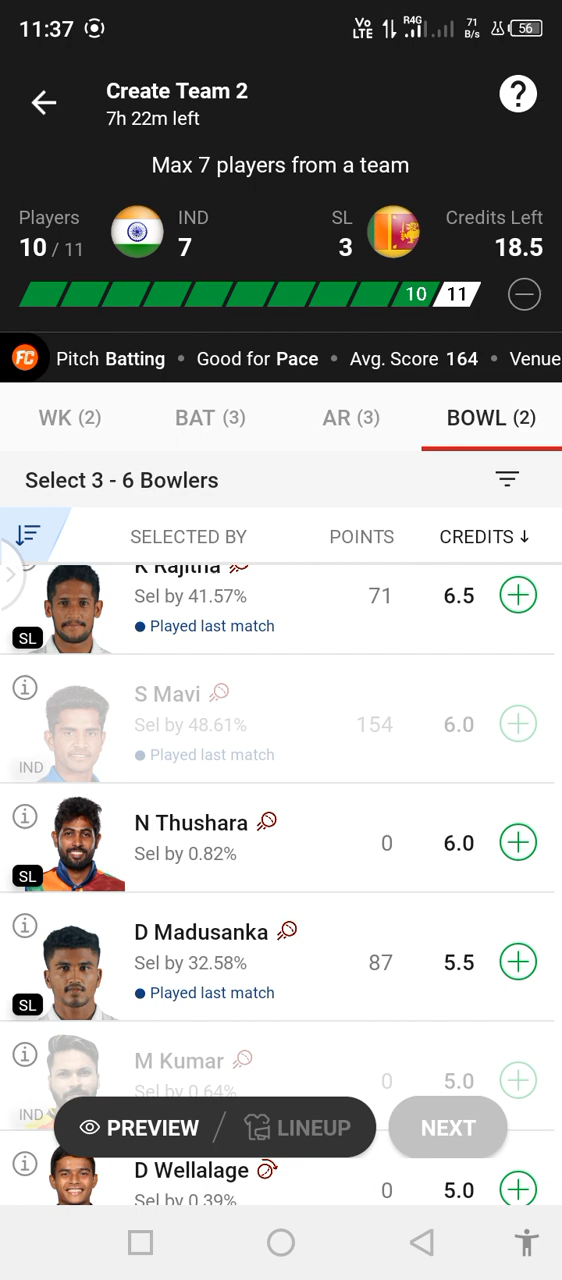 11:37 Vo LTE R4G 71 B/s 56
Create Team 2
7h 22m left
?
Max 7 players from a team
Players IND SL Credits Left
10 / 11 7 3 18.5
10 11
FC Pitch Batting • Good for Pace • Avg. Score 164 • Venue
WK (2) BAT (3) AR (3) BOWL (2)
Select 3 - 6 Bowlers
SELECTED BY POINTS CREDITS ↓
K Rajitha
Sel by 41.57% 71 6.5
SL Played last match
S Mavi
Sel by 48.61% 154 6.0
IND Played last match
N Thushara
Sel by 0.82% 0 6.0
SL
D Madusanka
Sel by 32.58% 87 5.5
SL Played last match
M Kumar
Sel by 0.64% 0 5.0
IND
PREVIEW / LINEUP NEXT
D Wellalage
Sel by 0.39% 0 5.0